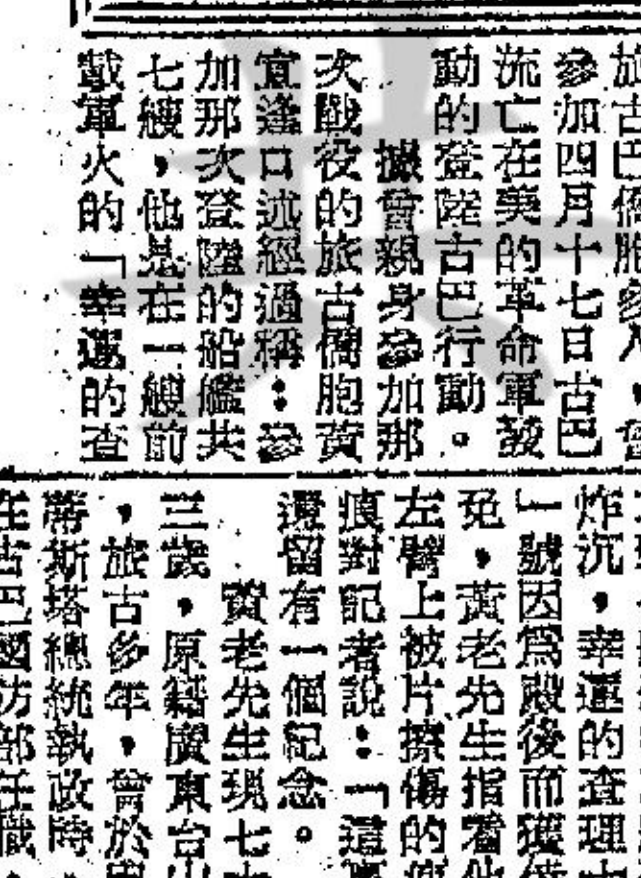 旅古巴僑胞
參加四月十七日古巴
流亡在美的革命軍發
動的登陸古巴行動。
據曾親身參加那
次戰役的旅古僑胞黃
宜逢口述經過稱：參
加那次登陸的船艦共
七艘，他是在一艘前
載軍火的「幸運的查
炸沉，幸運的查理
一號因爲殿後而獲
免，黃老先生指着他
左臂上被片擦傷的
痕對記者說：「這
還留有一個紀念。
黃老先生現七十
三歲，原籍廣東台山
，旅古多年，曾於
蒂斯塔總統執政時
在古巴國防部任職